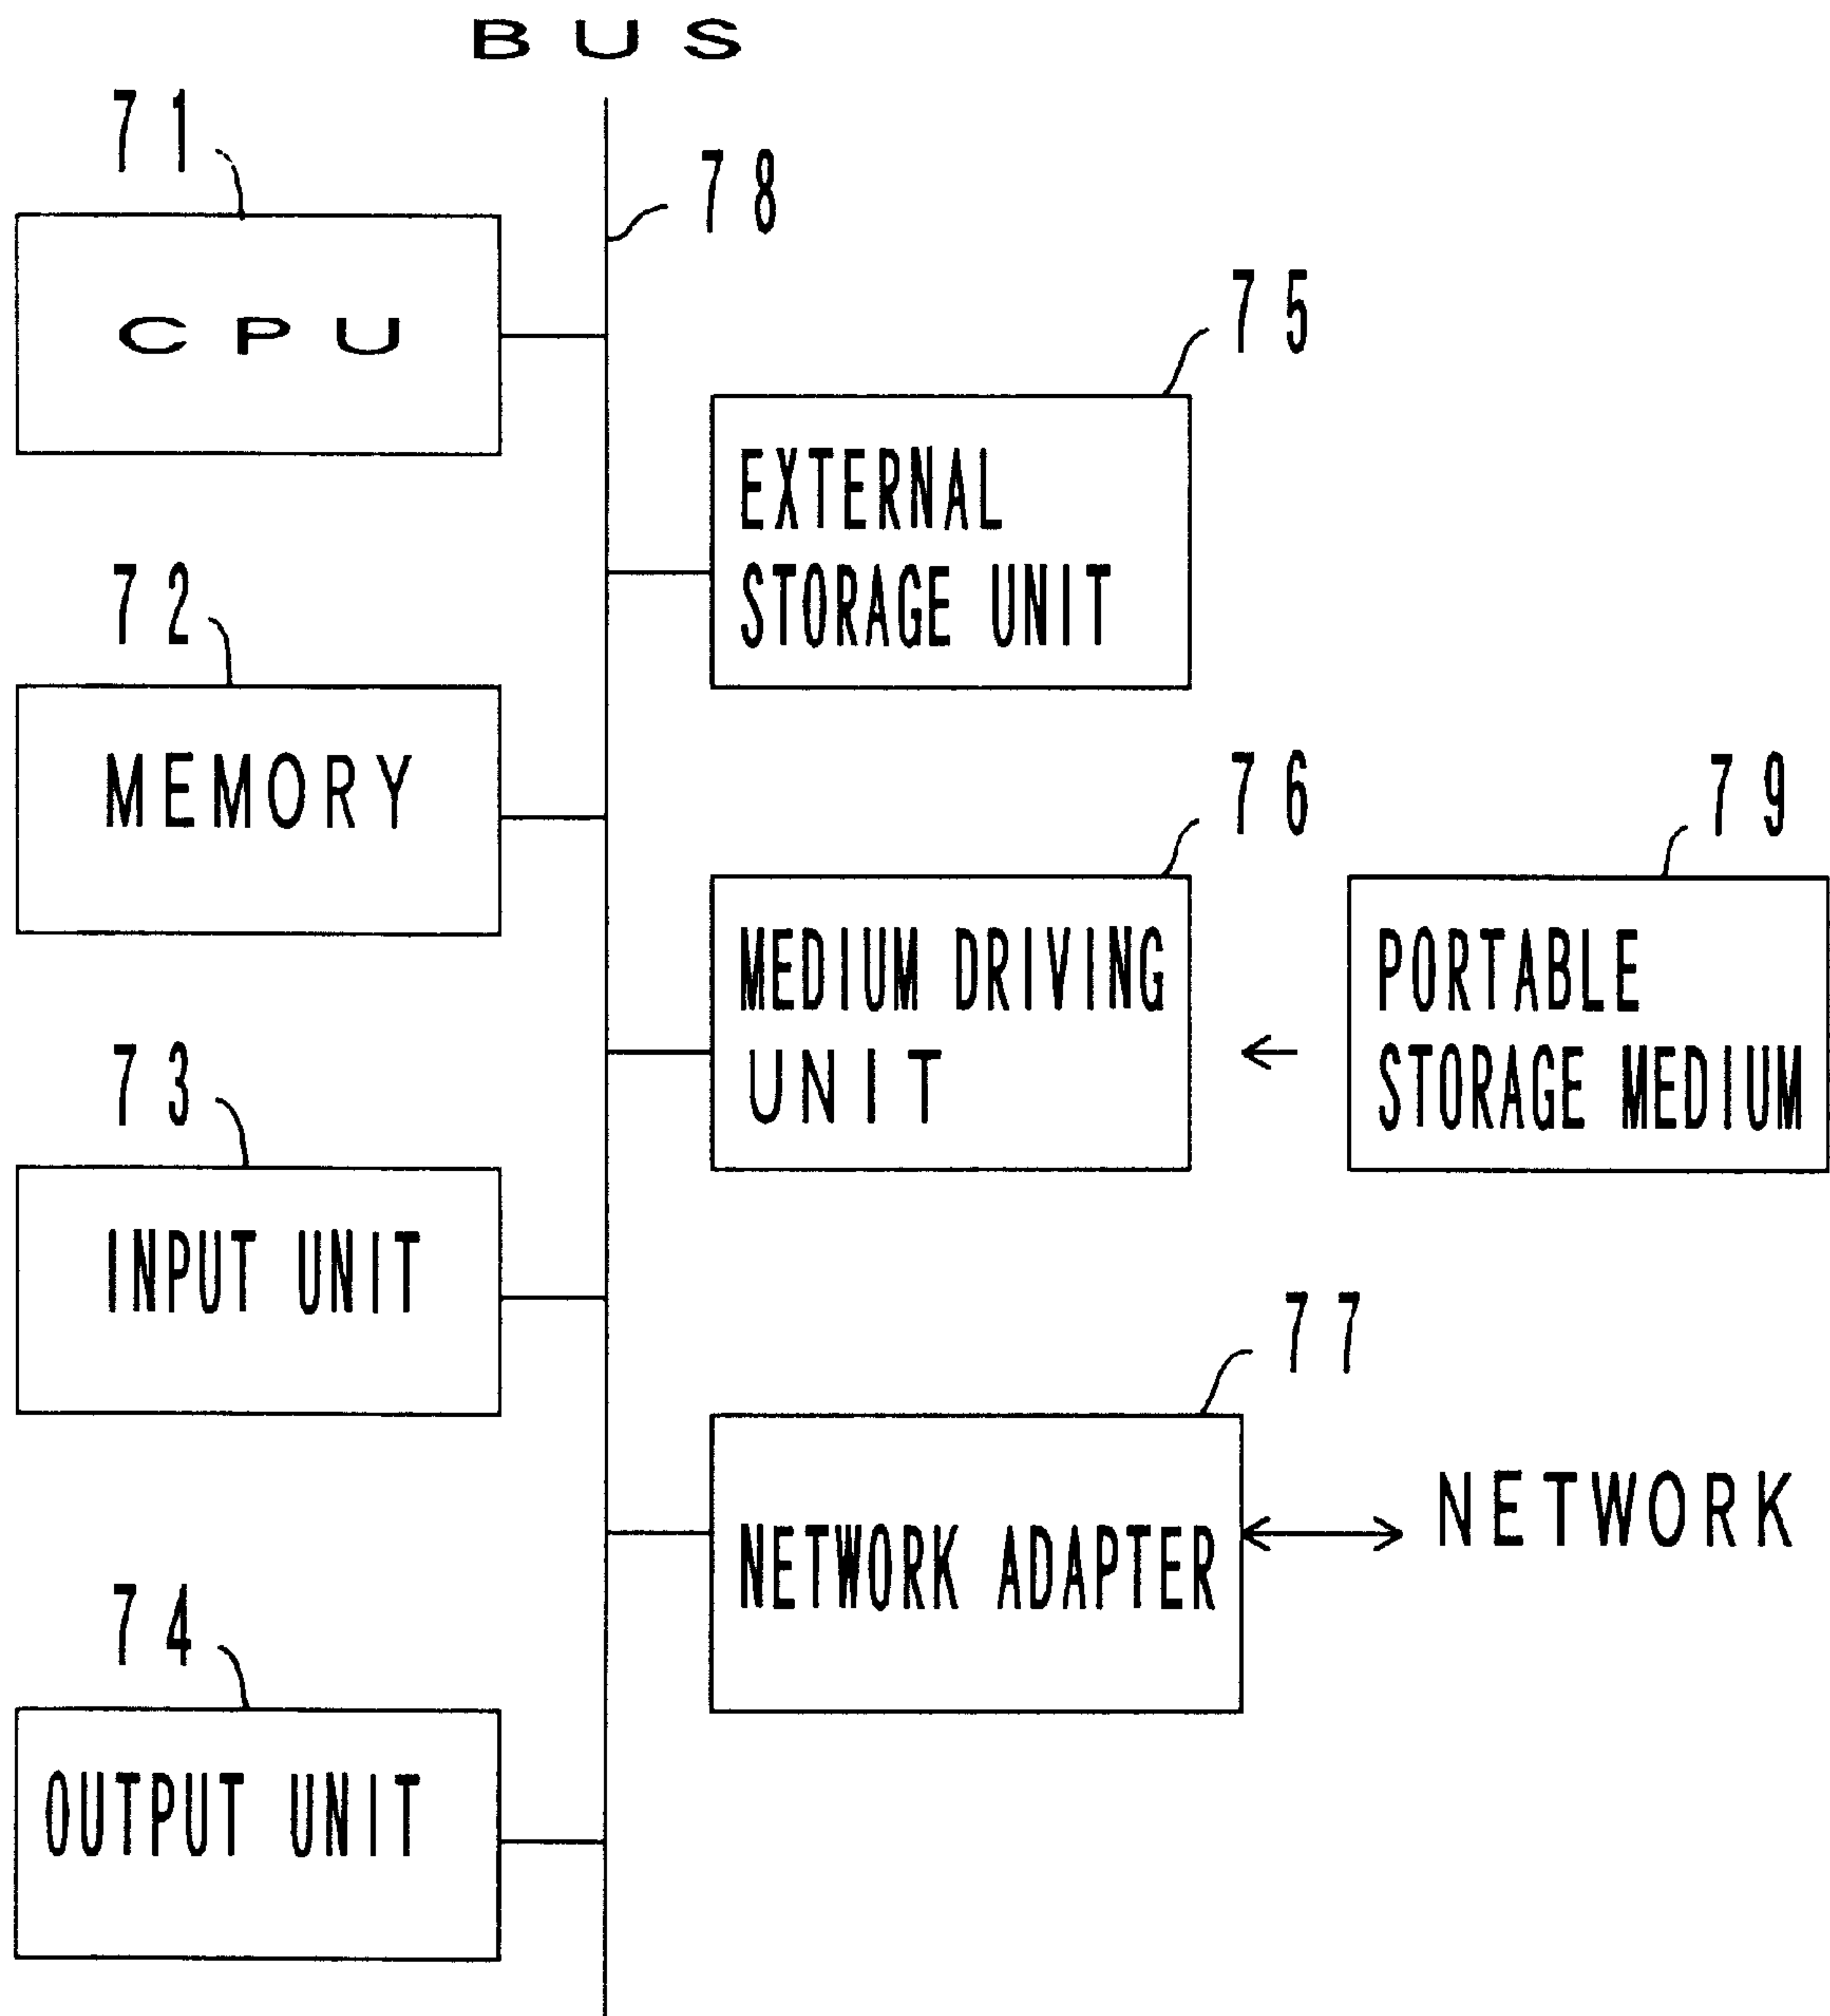 BUS
71
78
CPU
75
EXTERNAL
STORAGE UNIT
72
MEMORY
76
79
MEDIUM DRIVING
UNIT
PORTABLE
STORAGE MEDIUM
73
INPUT UNIT
77
NETWORK ADAPTER
NETWORK
74
OUTPUT UNIT